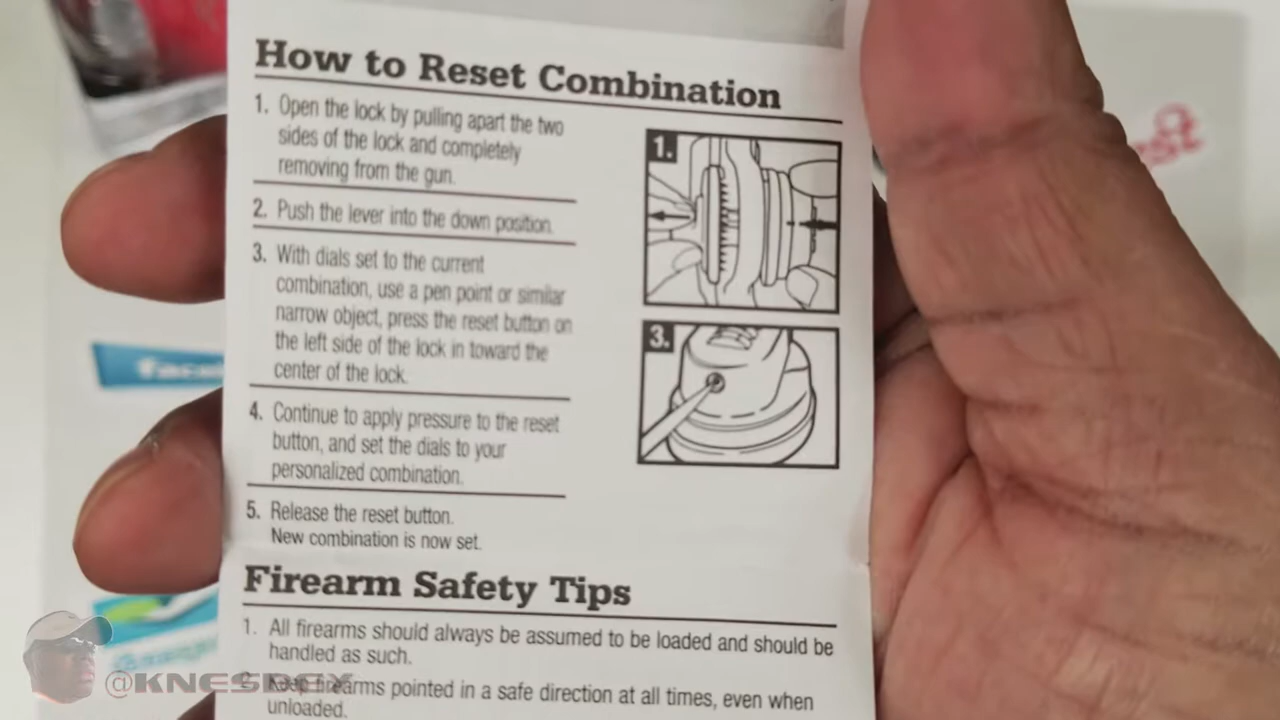 How to Reset Combination
1. Open the lock by pulling apart the two
sides of the lock and completely
removing from the gun.
2. Push the lever into the down position.
3. With dials set to the current
combination, use a pen point or similar
narrow object, press the reset button on
the left side of the lock in toward the
center of the lock.
4. Continue to apply pressure to the reset
button, and set the dials to your
personalized combination.
5. Release the reset button.
New combination is now set.
1.
3.
Firearm Safety Tips
1. All firearms should always be assumed to be loaded and should be
handled as such.
Keep firearms pointed in a safe direction at all times, even when
unloaded.